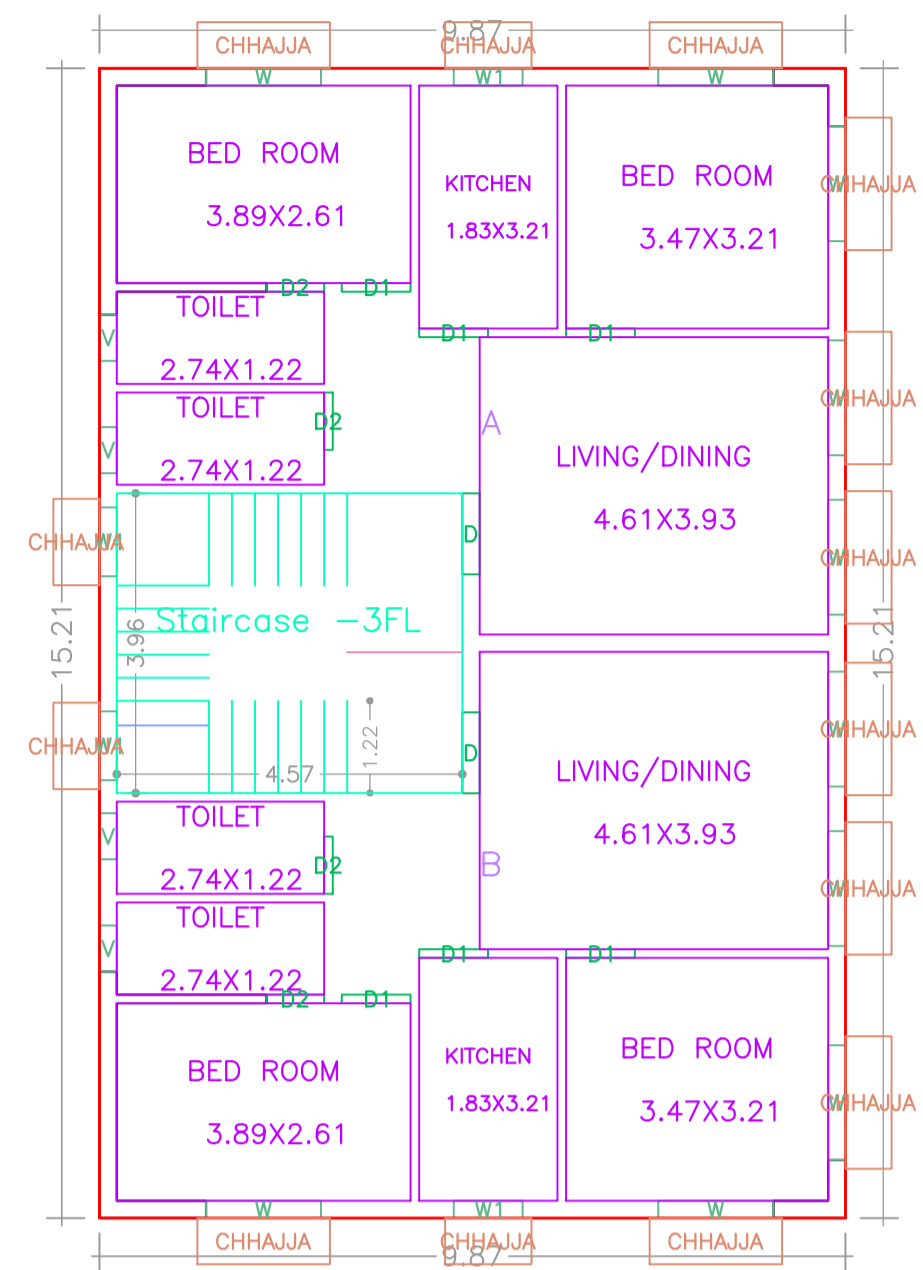 9.87
CHHAJJA
CHHAJJA
CHHAJJA
W
W1
W
BED ROOM
3.89X2.61
KITCHEN
1.83X3.21
BED ROOM
3.47X3.21
CHHAJJA
W
D2
D1
TOILET
2.74X1.22
V
D1
D1
TOILET
2.74X1.22
V
D2
A
LIVING/DINING
4.61X3.93
CHHAJJA
W
CHHAJJA
W
D
CHHAJJA
W
Staircase -3FL
3.96
15.21
15.21
1.22
4.57
CHHAJJA
W
D
CHHAJJA
W
LIVING/DINING
4.61X3.93
B
TOILET
2.74X1.22
V
D2
CHHAJJA
W
TOILET
2.74X1.22
V
D2
D1
D1
D1
BED ROOM
3.89X2.61
KITCHEN
1.83X3.21
BED ROOM
3.47X3.21
CHHAJJA
W
W
W1
W
CHHAJJA
CHHAJJA
CHHAJJA
9.87